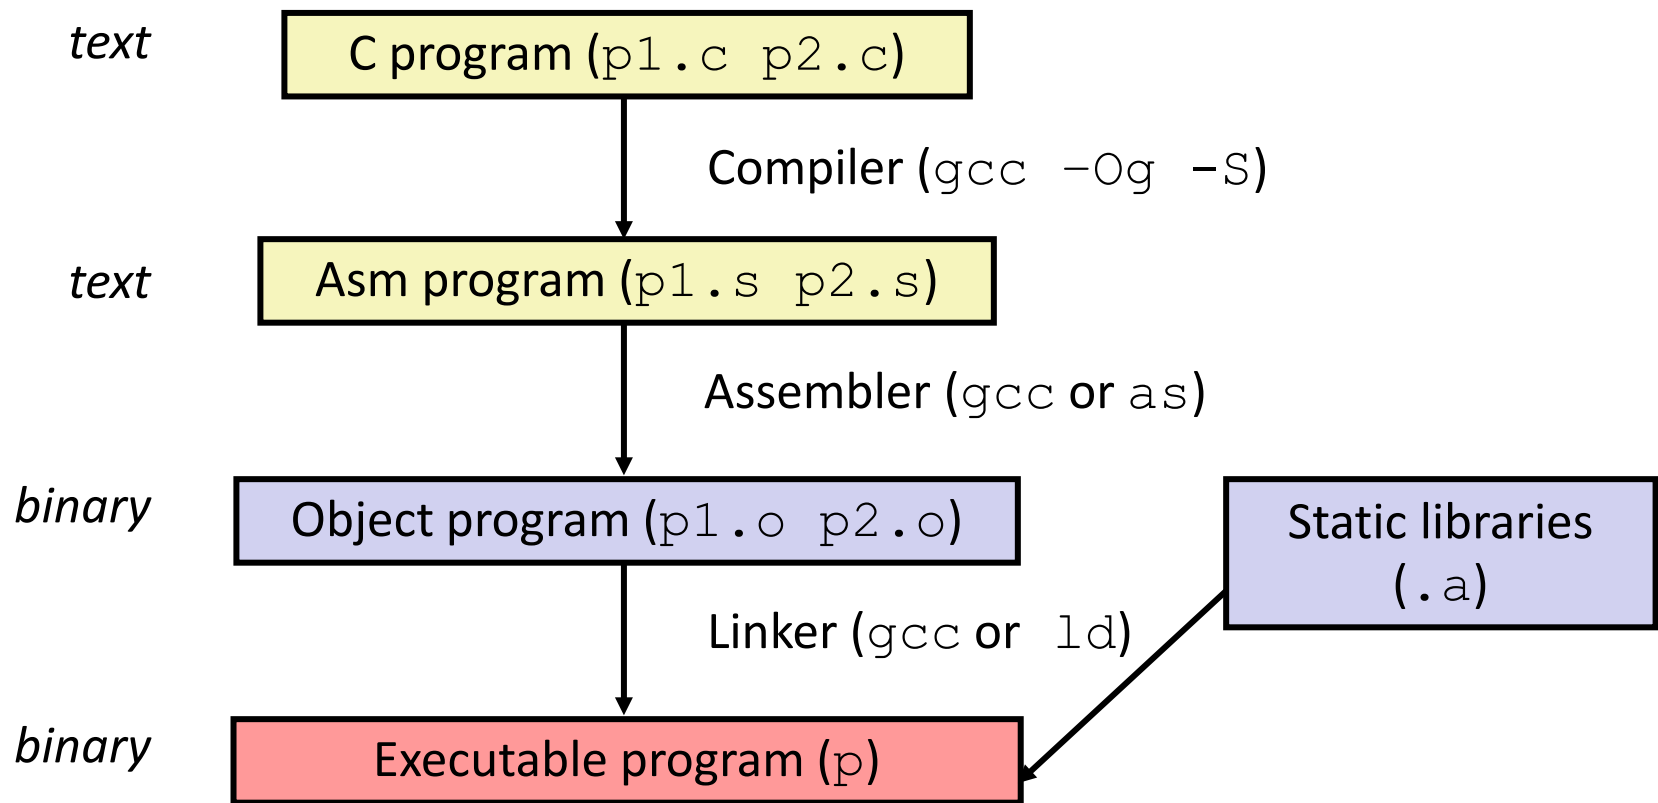 text
C program (p1.c p2.c)
Compiler (gcc –Og -S)
text
Asm program (p1.s p2.s)
Assembler (gcc or as)
binary
Object program (p1.o p2.o)
Static libraries
(.a)
Linker (gcc or ld)
binary
Executable program (p)